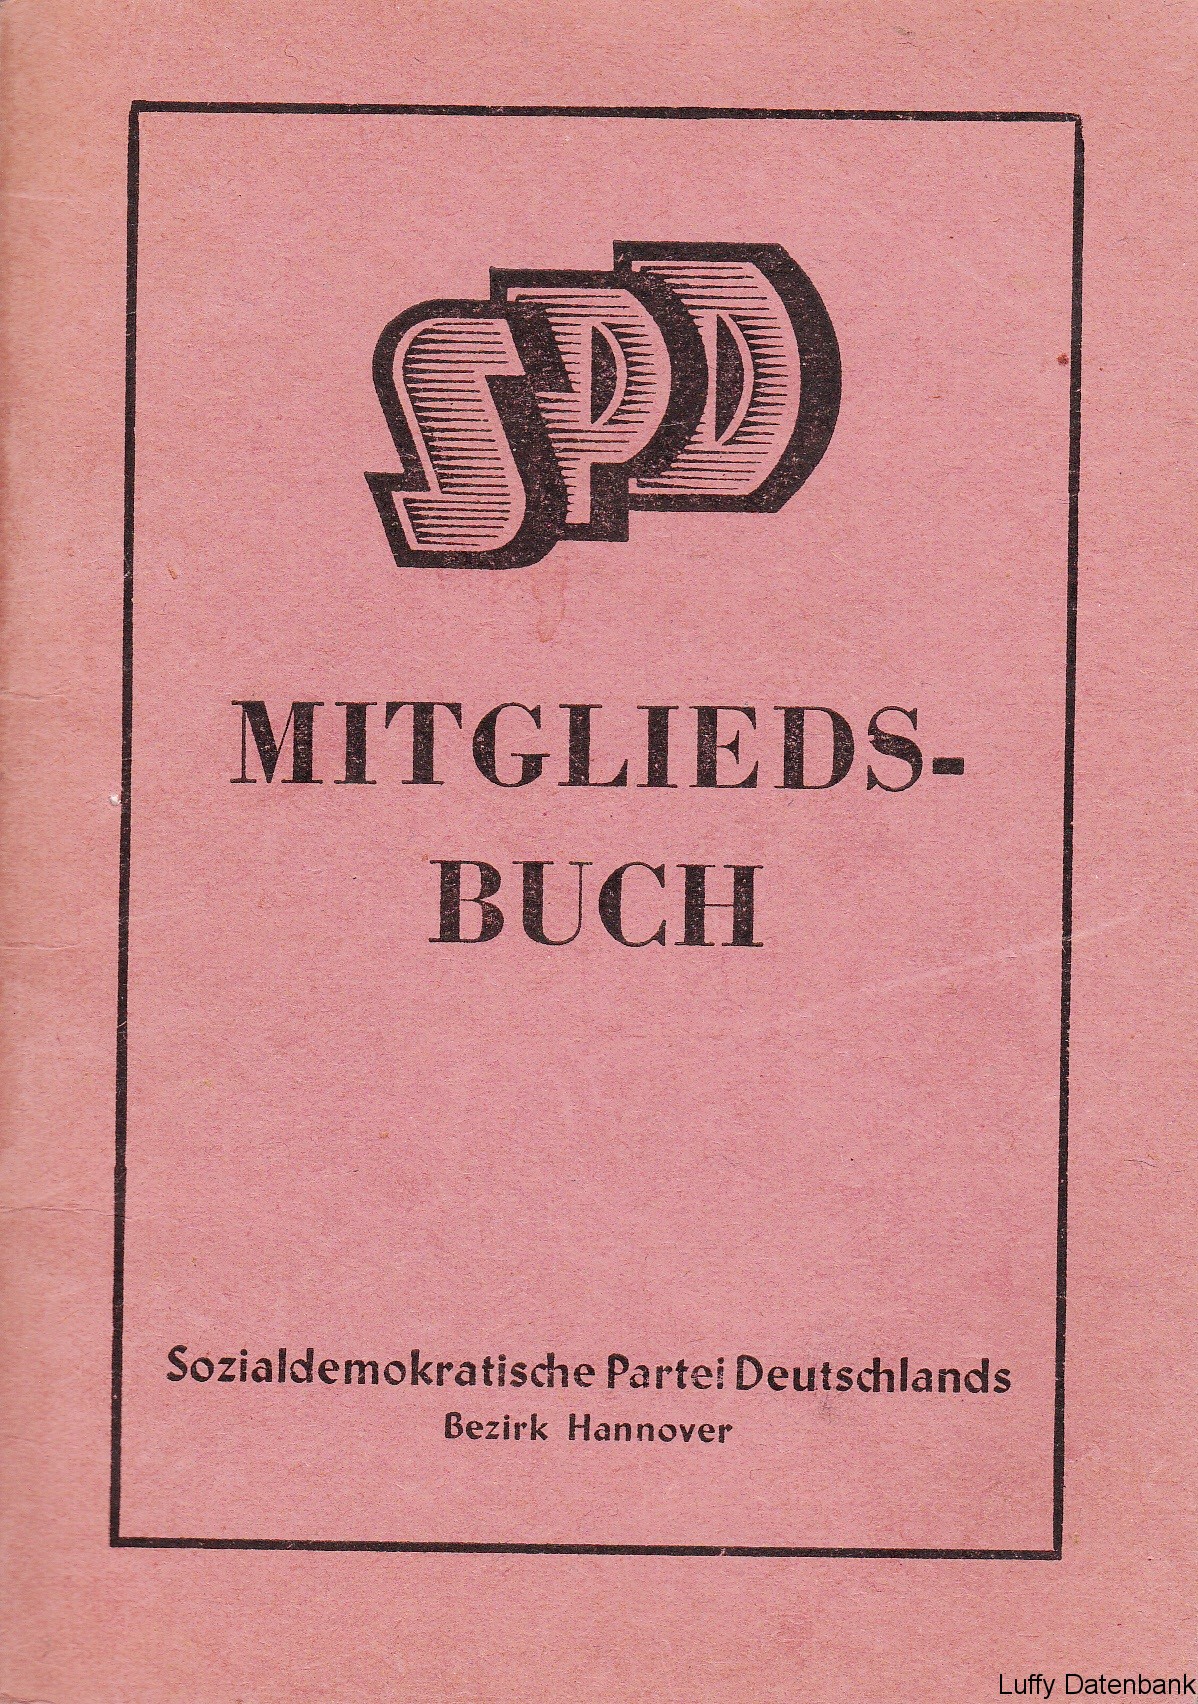 SPD
MITGLIEDS-
BUCH
Sozialdemokratische Partei Deutschlands
Bezirk Hannover
Luffy Datenbank